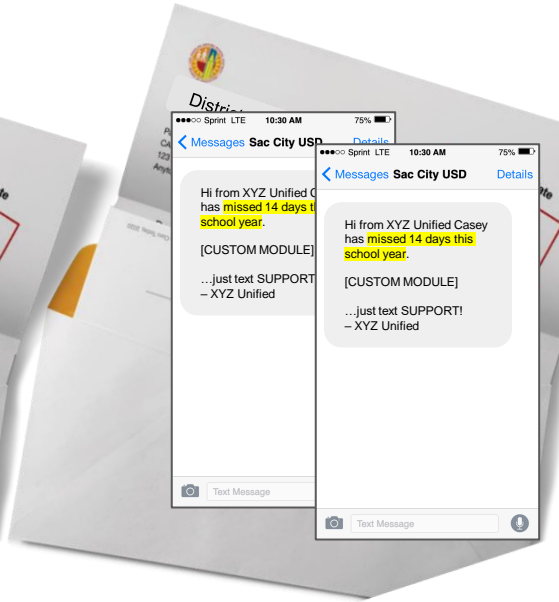 District
●●●○○ Sprint LTE 10:30 AM 75%
Messages Sac City USD Details
Hi from XYZ Unified C
has missed 14 days th
school year.
[CUSTOM MODULE]
…just text SUPPORT
– XYZ Unified
Text Message
●●●○○ Sprint LTE 10:30 AM 75%
Messages Sac City USD Details
Hi from XYZ Unified Casey
has missed 14 days this
school year.
[CUSTOM MODULE]
…just text SUPPORT!
– XYZ Unified
Text Message